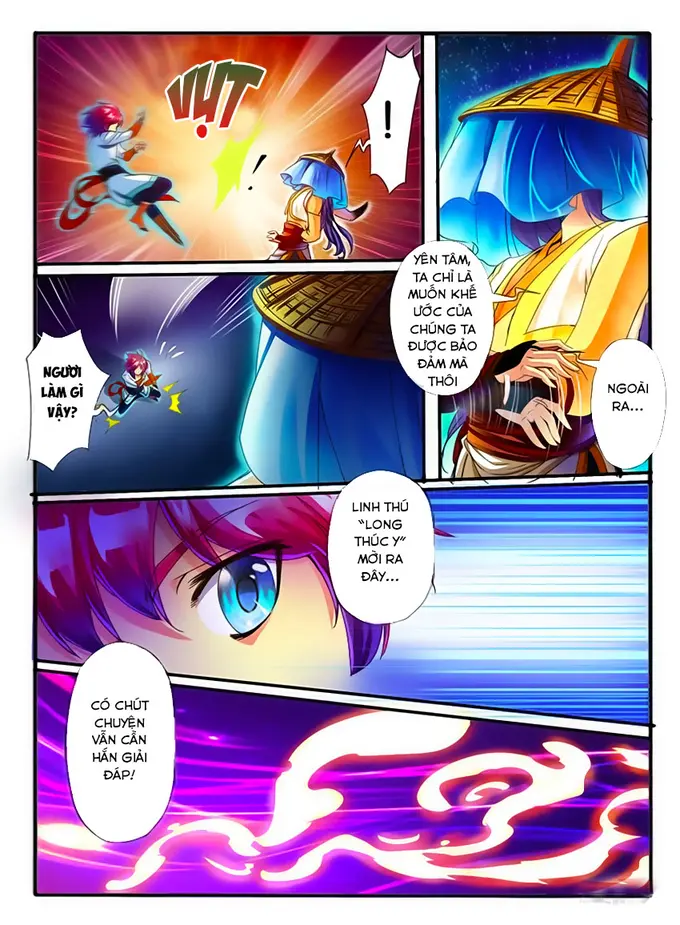 VỤT
!
!
NGƯƠI
LÀM GÌ
VẬY?
YÊN TÂM,
TA CHỈ LÀ
MUỐN KHẾ
ƯỚC CỦA
CHÚNG TA
ĐƯỢC BẢO
ĐẢM MÀ
THÔI
NGOÀI
RA...
LINH THÚ
“LONG
THÚC Y”
MỜI RA
ĐÂY...
CÓ CHÚT
CHUYỆN
VẪN CẦN
HẮN GIẢI
ĐÁP!